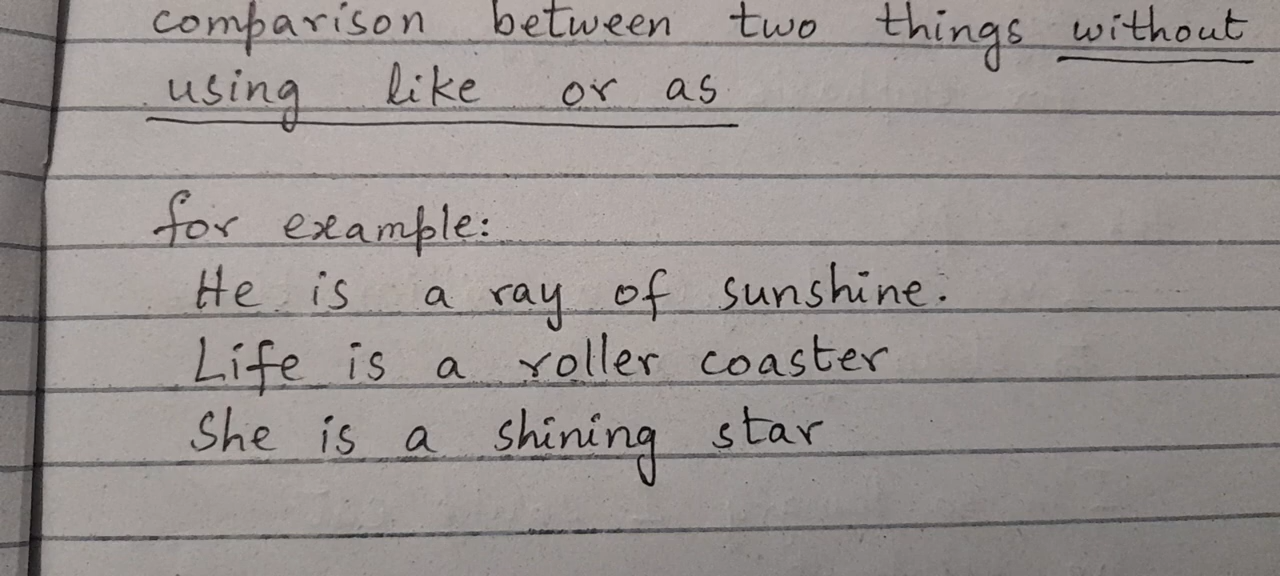 comparison between two things without
using like or as
for example:
He is a ray of sunshine.
Life is a roller coaster
She is a shining star